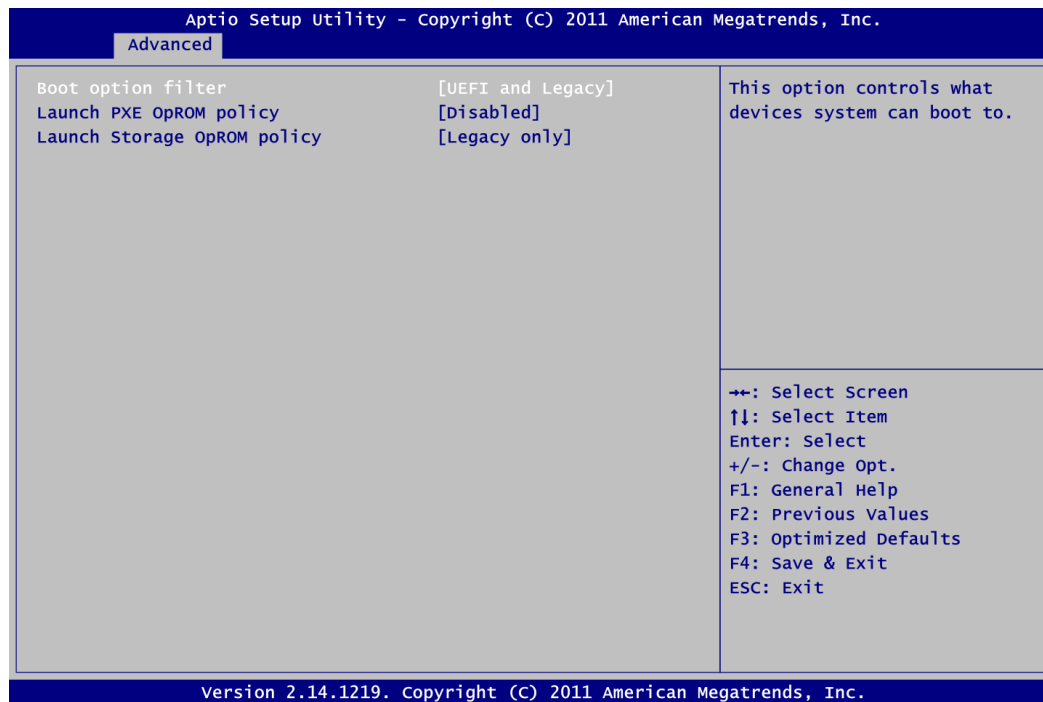 Aptio Setup Utility - Copyright (C) 2011 American Megatrends, Inc.
Advanced
Boot option filter [UEFI and Legacy]
Launch PXE OpROM policy [Disabled]
Launch Storage OpROM policy [Legacy only]
This option controls what
devices system can boot to.
→←: Select Screen
↑↓: Select Item
Enter: Select
+/-: Change Opt.
F1: General Help
F2: Previous Values
F3: Optimized Defaults
F4: Save & Exit
ESC: Exit
Version 2.14.1219. Copyright (C) 2011 American Megatrends, Inc.